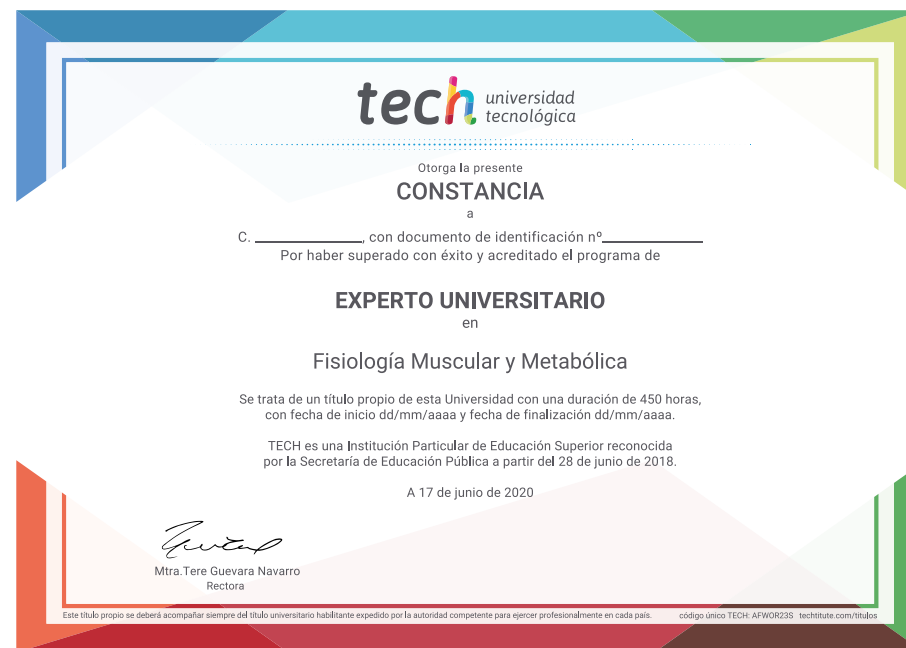 tech universidad
tecnológica
Otorga la presente
CONSTANCIA
a
C. ____________, con documento de identificación nº____________
Por haber superado con éxito y acreditado el programa de
EXPERTO UNIVERSITARIO
en
Fisiología Muscular y Metabólica
Se trata de un título propio de esta Universidad con una duración de 450 horas,
con fecha de inicio dd/mm/aaaa y fecha de finalización dd/mm/aaaa.
TECH es una Institución Particular de Educación Superior reconocida
por la Secretaría de Educación Pública a partir del 28 de junio de 2018.
A 17 de junio de 2020
Mtra.Tere Guevara Navarro
Rectora
Este título propio se deberá acompañar siempre del título universitario habilitante expedido por la autoridad competente para ejercer profesionalmente en cada país. código único TECH: AFWOR23S techtitute.com/titulos